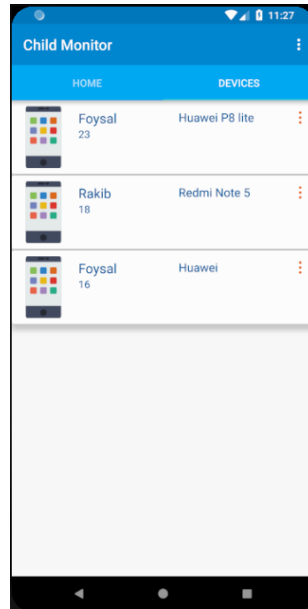 11:27
Child Monitor
HOME DEVICES
Foysal Huawei P8 lite
23
Rakib Redmi Note 5
18
Foysal Huawei
16